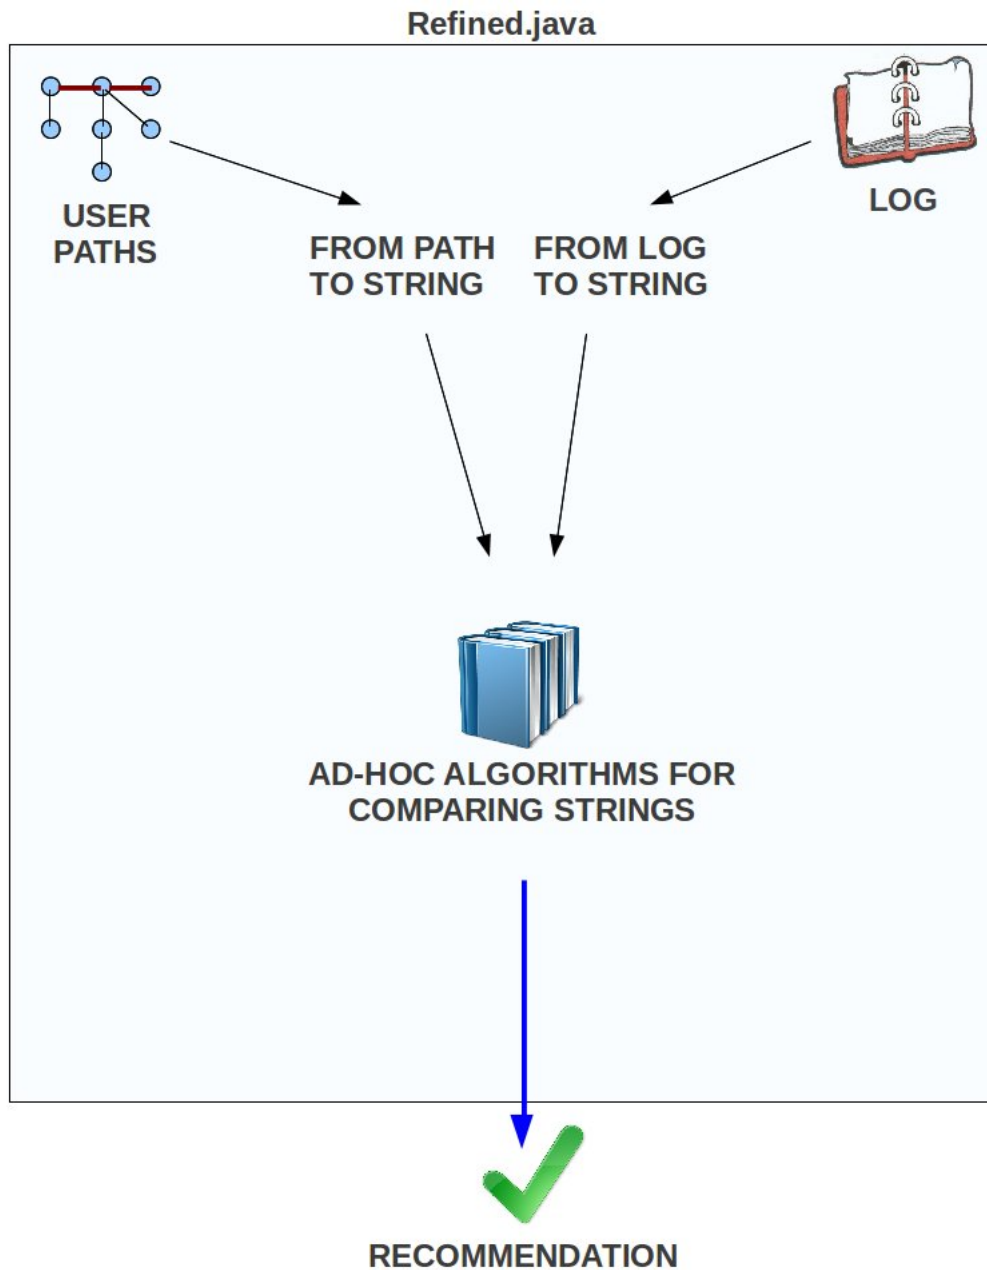 Refined.java
USER
PATHS
LOG
FROM PATH
TO STRING
FROM LOG
TO STRING
AD-HOC ALGORITHMS FOR
COMPARING STRINGS
RECOMMENDATION